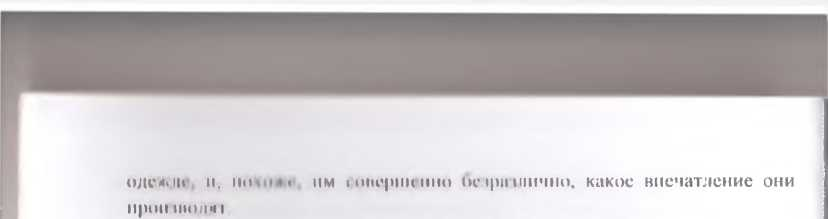 одежде, и, похоже, им совершенно безразлично, какое впечатление они
производят.